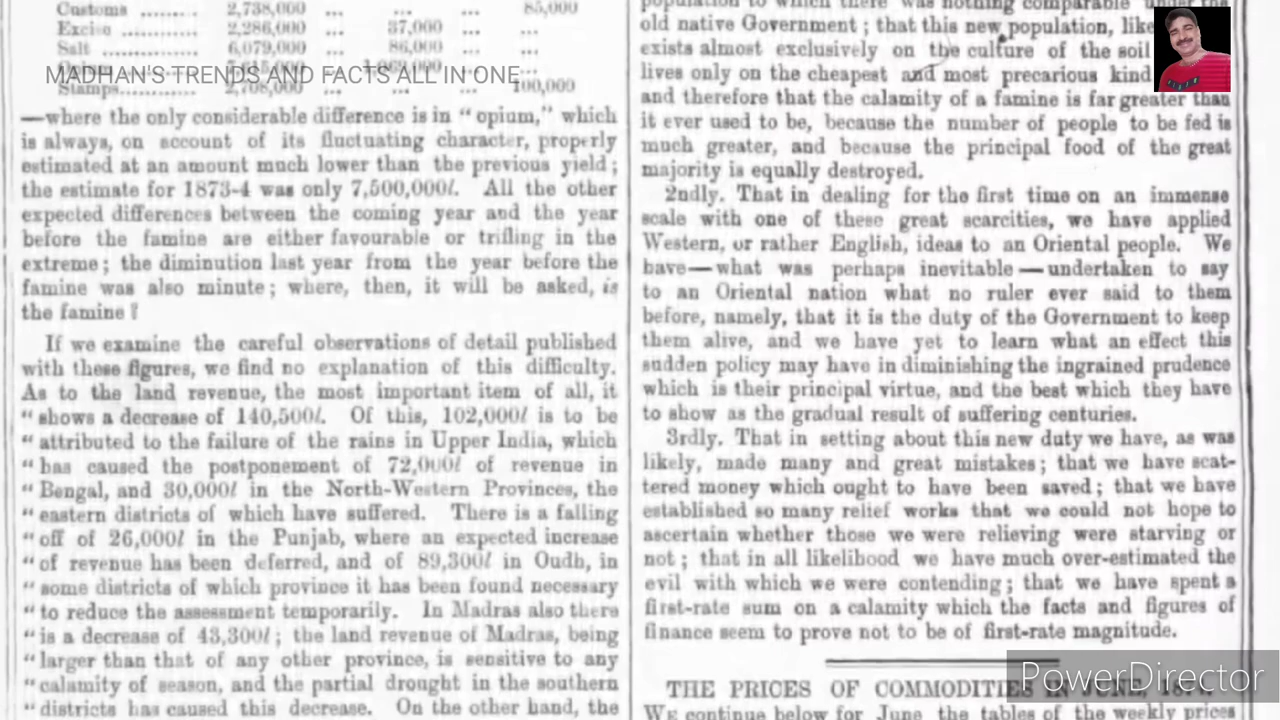 Customs ......... 2,738,000 ... ... 85,000
Excise ............ 2,286,000 ... 37,000 ... ...
Salt ............... 6,079,000 ... 86,000 ... ...
MADHAN'S TRENDS AND FACTS ALL IN ONE
Stamps............ 2,708,000 ... ... 100,000
—where the only considerable difference is in "opium," which
is always, on account of its fluctuating character, properly
estimated at an amount much lower than the previous yield;
the estimate for 1873-4 was only 7,500,000l. All the other
expected differences between the coming year and the year
before the famine are either favourable or trifling in the
extreme; the diminution last year from the year before the
famine was also minute; where, then, it will be asked, is
the famine?
If we examine the careful observations of detail published
with these figures, we find no explanation of this difficulty.
As to the land revenue, the most important item of all, it
"shows a decrease of 140,500l. Of this, 102,000l is to be
"attributed to the failure of the rains in Upper India, which
"has caused the postponement of 72,000l of revenue in
"Bengal, and 30,000l in the North-Western Provinces, the
"eastern districts of which have suffered. There is a falling
"off of 26,000l in the Punjab, where an expected increase
"of revenue has been deferred, and of 89,300l in Oudh, in
"some districts of which province it has been found necessary
"to reduce the assessment temporarily. In Madras also there
"is a decrease of 43,300l; the land revenue of Madras, being
"larger than that of any other province, is sensitive to any
"calamity of season, and the partial drought in the southern
"districts has caused this decrease. On the other hand, the
population to which there was nothing comparable under the
old native Government; that this new population, like
exists almost exclusively on the culture of the soil
lives only on the cheapest and most precarious kind
and therefore that the calamity of a famine is far greater than
it ever used to be, because the number of people to be fed is
much greater, and because the principal food of the great
majority is equally destroyed.
2ndly. That in dealing for the first time on an immense
scale with one of these great scarcities, we have applied
Western, or rather English, ideas to an Oriental people. We
have—what was perhaps inevitable—undertaken to say
to an Oriental nation what no ruler ever said to them
before, namely, that it is the duty of the Government to keep
them alive, and we have yet to learn what an effect this
sudden policy may have in diminishing the ingrained prudence
which is their principal virtue, and the best which they have
to show as the gradual result of suffering centuries.
3rdly. That in setting about this new duty we have, as was
likely, made many and great mistakes; that we have scat-
tered money which ought to have been saved; that we have
established so many relief works that we could not hope to
ascertain whether those we were relieving were starving or
not; that in all likelihood we have much over-estimated the
evil with which we were contending; that we have spent a
first-rate sum on a calamity which the facts and figures of
finance seem to prove not to be of first-rate magnitude.
THE PRICES OF COMMODITIES
We continue below for June the tables of the weekly prices
PowerDirector